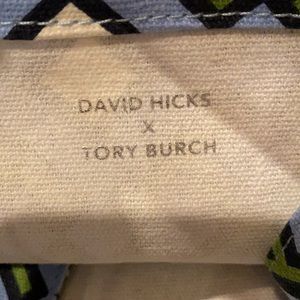 DAVID HICKS
X
TORY BURCH